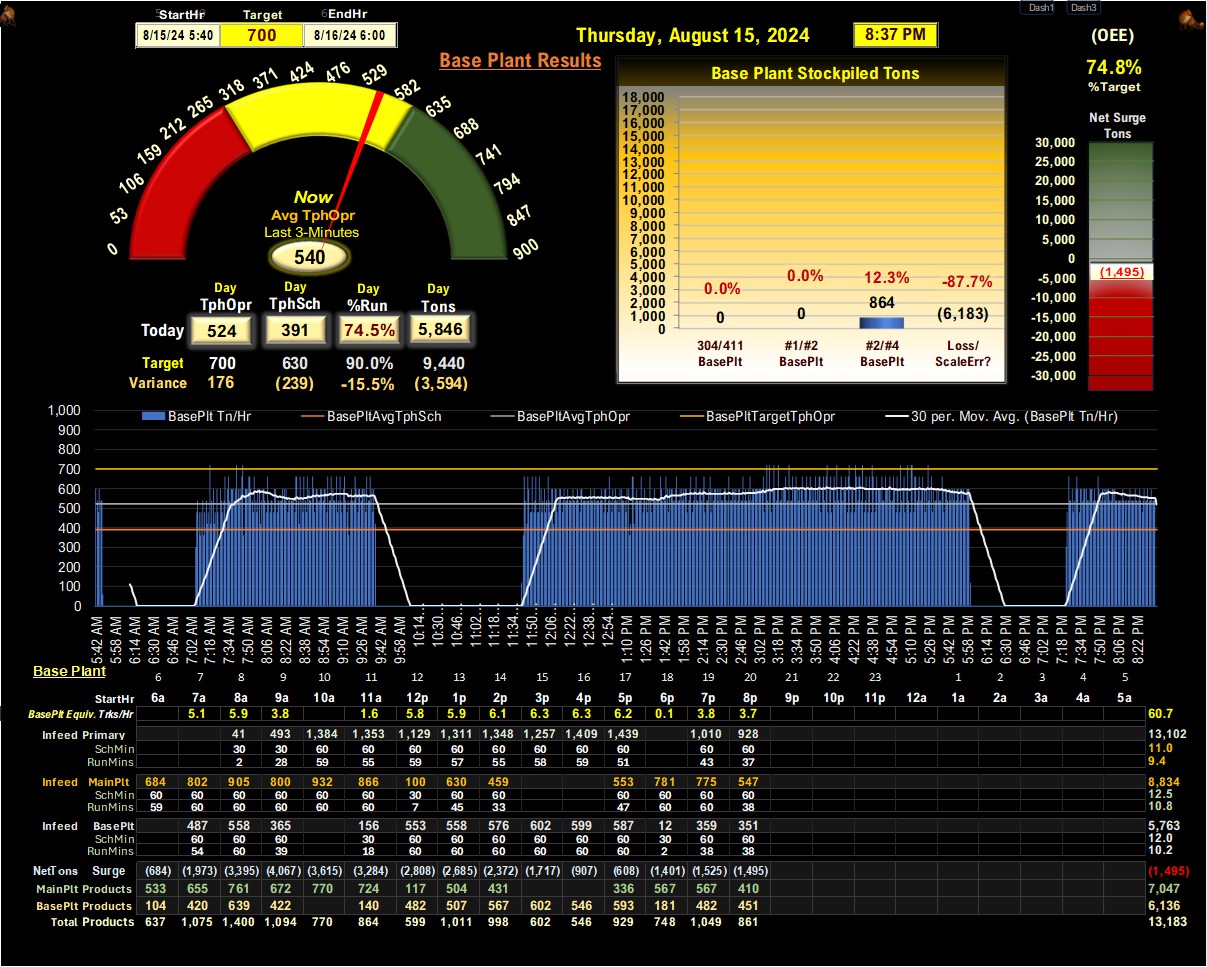 StartHr Target EndHr Dash1 Dash3
8/15/24 5:40 700 8/16/24 6:00
Thursday, August 15, 2024 8:37 PM (OEE)
Base Plant Results
74.8%
%Target
Base Plant Stockpiled Tons
0 53 106 159 212 265 318 371 424 476 529 582 635 688 741 794 847 900
Now
Avg TphOpr
Last 3-Minutes
540
Day Day Day Day
TphOpr TphSch %Run Tons
Today 524 391 74.5% 5,846
Target 700 630 90.0% 9,440
Variance 176 (239) -15.5% (3,594)
18,000
17,000
16,000
15,000
14,000
13,000
12,000
11,000
10,000
9,000
8,000
7,000
6,000
5,000
4,000
3,000
2,000
1,000
0
0.0% 0.0% 12.3% -87.7%
0 0 864 (6,183)
304/411 #1/#2 #2/#4 Loss/
BasePlt BasePlt BasePlt ScaleErr?
Net Surge
Tons
30,000
25,000
20,000
15,000
10,000
5,000
0
-5,000
-10,000
-15,000
-20,000
-25,000
-30,000
(1,495)
BasePlt Tn/Hr BasePltAvgTphSch BasePltAvgTphOpr BasePltTargetTphOpr 30 per. Mov. Avg. (BasePlt Tn/Hr)
1,000
900
800
700
600
500
400
300
200
100
0
5:42 AM 5:58 AM 6:14 AM 6:30 AM 6:46 AM 7:02 AM 7:18 AM 7:34 AM 7:50 AM 8:06 AM 8:22 AM 8:38 AM 8:54 AM 9:10 AM 9:26 AM 9:42 AM 9:58 AM 10:14... 10:30... 10:46... 11:02... 11:18... 11:34... 11:50... 12:06... 12:22... 12:38... 12:54... 1:10 PM 1:26 PM 1:42 PM 1:58 PM 2:14 PM 2:30 PM 2:46 PM 3:02 PM 3:18 PM 3:34 PM 3:50 PM 4:06 PM 4:22 PM 4:38 PM 4:54 PM 5:10 PM 5:26 PM 5:42 PM 5:58 PM 6:14 PM 6:30 PM 6:46 PM 7:02 PM 7:18 PM 7:34 PM 7:50 PM 8:06 PM 8:22 PM
Base Plant
6 7 8 9 10 11 12 13 14 15 16 17 18 19 20 21 22 23 1 2 3 4 5
StartHr 6a 7a 8a 9a 10a 11a 12p 1p 2p 3p 4p 5p 6p 7p 8p 9p 10p 11p 12a 1a 2a 3a 4a 5a
BasePlt Equiv. Trks/Hr 5.1 5.9 3.8 1.6 5.8 5.9 6.1 6.3 6.3 6.2 0.1 3.8 3.7 60.7
Infeed Primary 41 493 1,384 1,353 1,129 1,311 1,348 1,257 1,409 1,439 1,010 928 13,102
SchMin 30 30 60 60 60 60 60 60 60 60 60 60 11.0
RunMins 2 28 59 55 59 57 55 58 59 51 43 37 9.4
Infeed MainPlt 684 802 905 800 932 866 100 630 459 553 781 775 547 8,834
SchMin 60 60 60 60 60 60 30 60 60 60 60 60 60 12.5
RunMins 59 60 60 60 60 60 7 45 33 47 60 60 38 10.8
Infeed BasePlt 487 558 365 156 553 558 576 602 599 587 12 359 351 5,763
SchMin 60 60 60 30 60 60 60 60 60 60 30 60 60 12.0
RunMins 54 60 39 18 60 60 60 60 60 60 2 38 38 10.2
NetTons Surge (684) (1,973) (3,395) (4,067) (3,615) (3,284) (2,808) (2,685) (2,372) (1,717) (907) (608) (1,401) (1,525) (1,495) (1,495)
MainPlt Products 533 655 761 672 770 724 117 504 431 336 567 567 410 7,047
BasePlt Products 104 420 639 422 140 482 507 567 602 546 593 181 482 451 6,136
Total Products 637 1,075 1,400 1,094 770 864 599 1,011 998 602 546 929 748 1,049 861 13,183